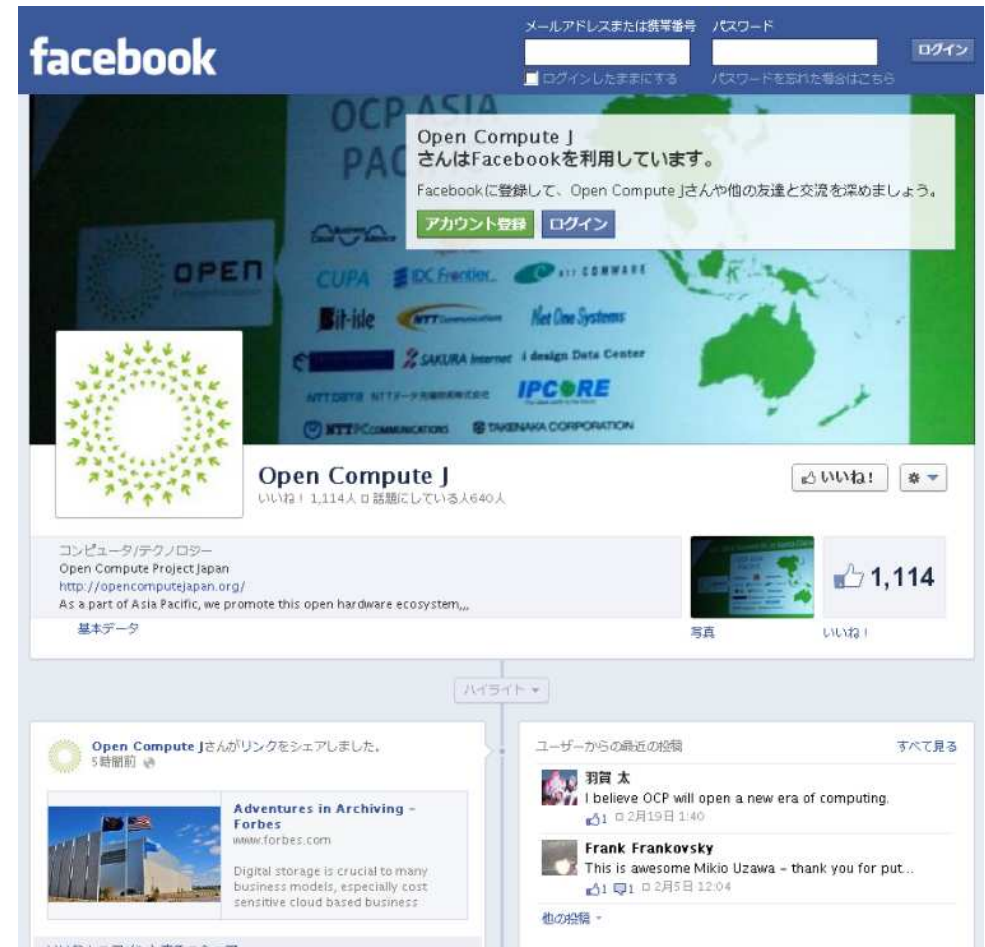 facebook
メールアドレスまたは携帯番号 パスワード
ログイン
ログインしたままにする パスワードを忘れた場合はこちら
OCP ASIA
PAC
Open Compute J
さんはFacebookを利用しています。
Facebookに登録して、Open Compute Jさんや他の友達と交流を深めましょう。
アカウント登録 ログイン
OPEN
CUPA IDC Frontier. NTT COMWARE
Bit-isle NTT Communications Net One Systems
SAKURA Internet i design Data Center
NTT DATA IPCORE
NTTPC COMMUNICATIONS TAKENAKA CORPORATION
Open Compute J
いいね! 1,114人 ロ 話題にしている人640人
いいね!
コンピュータ/テクノロジー
Open Compute Project Japan
http://opencomputejapan.org/
As a part of Asia Pacific, we promote this open hardware ecosystem,,,
基本データ
写真
1,114
いいね!
ハイライト
Open Compute Jさんがリンクをシェアしました。
5時間前
Adventures in Archiving –
Forbes
www.forbes.com
Digital storage is crucial to many
business models, especially cost
sensitive cloud based business
ユーザーからの最近の投稿 すべて見る
羽賀 太
I believe OCP will open a new era of computing.
1 ロ 2月19日 1:40
Frank Frankovsky
This is awesome Mikio Uzawa – thank you for put...
1 1 ロ 2月5日 12:04
他の投稿